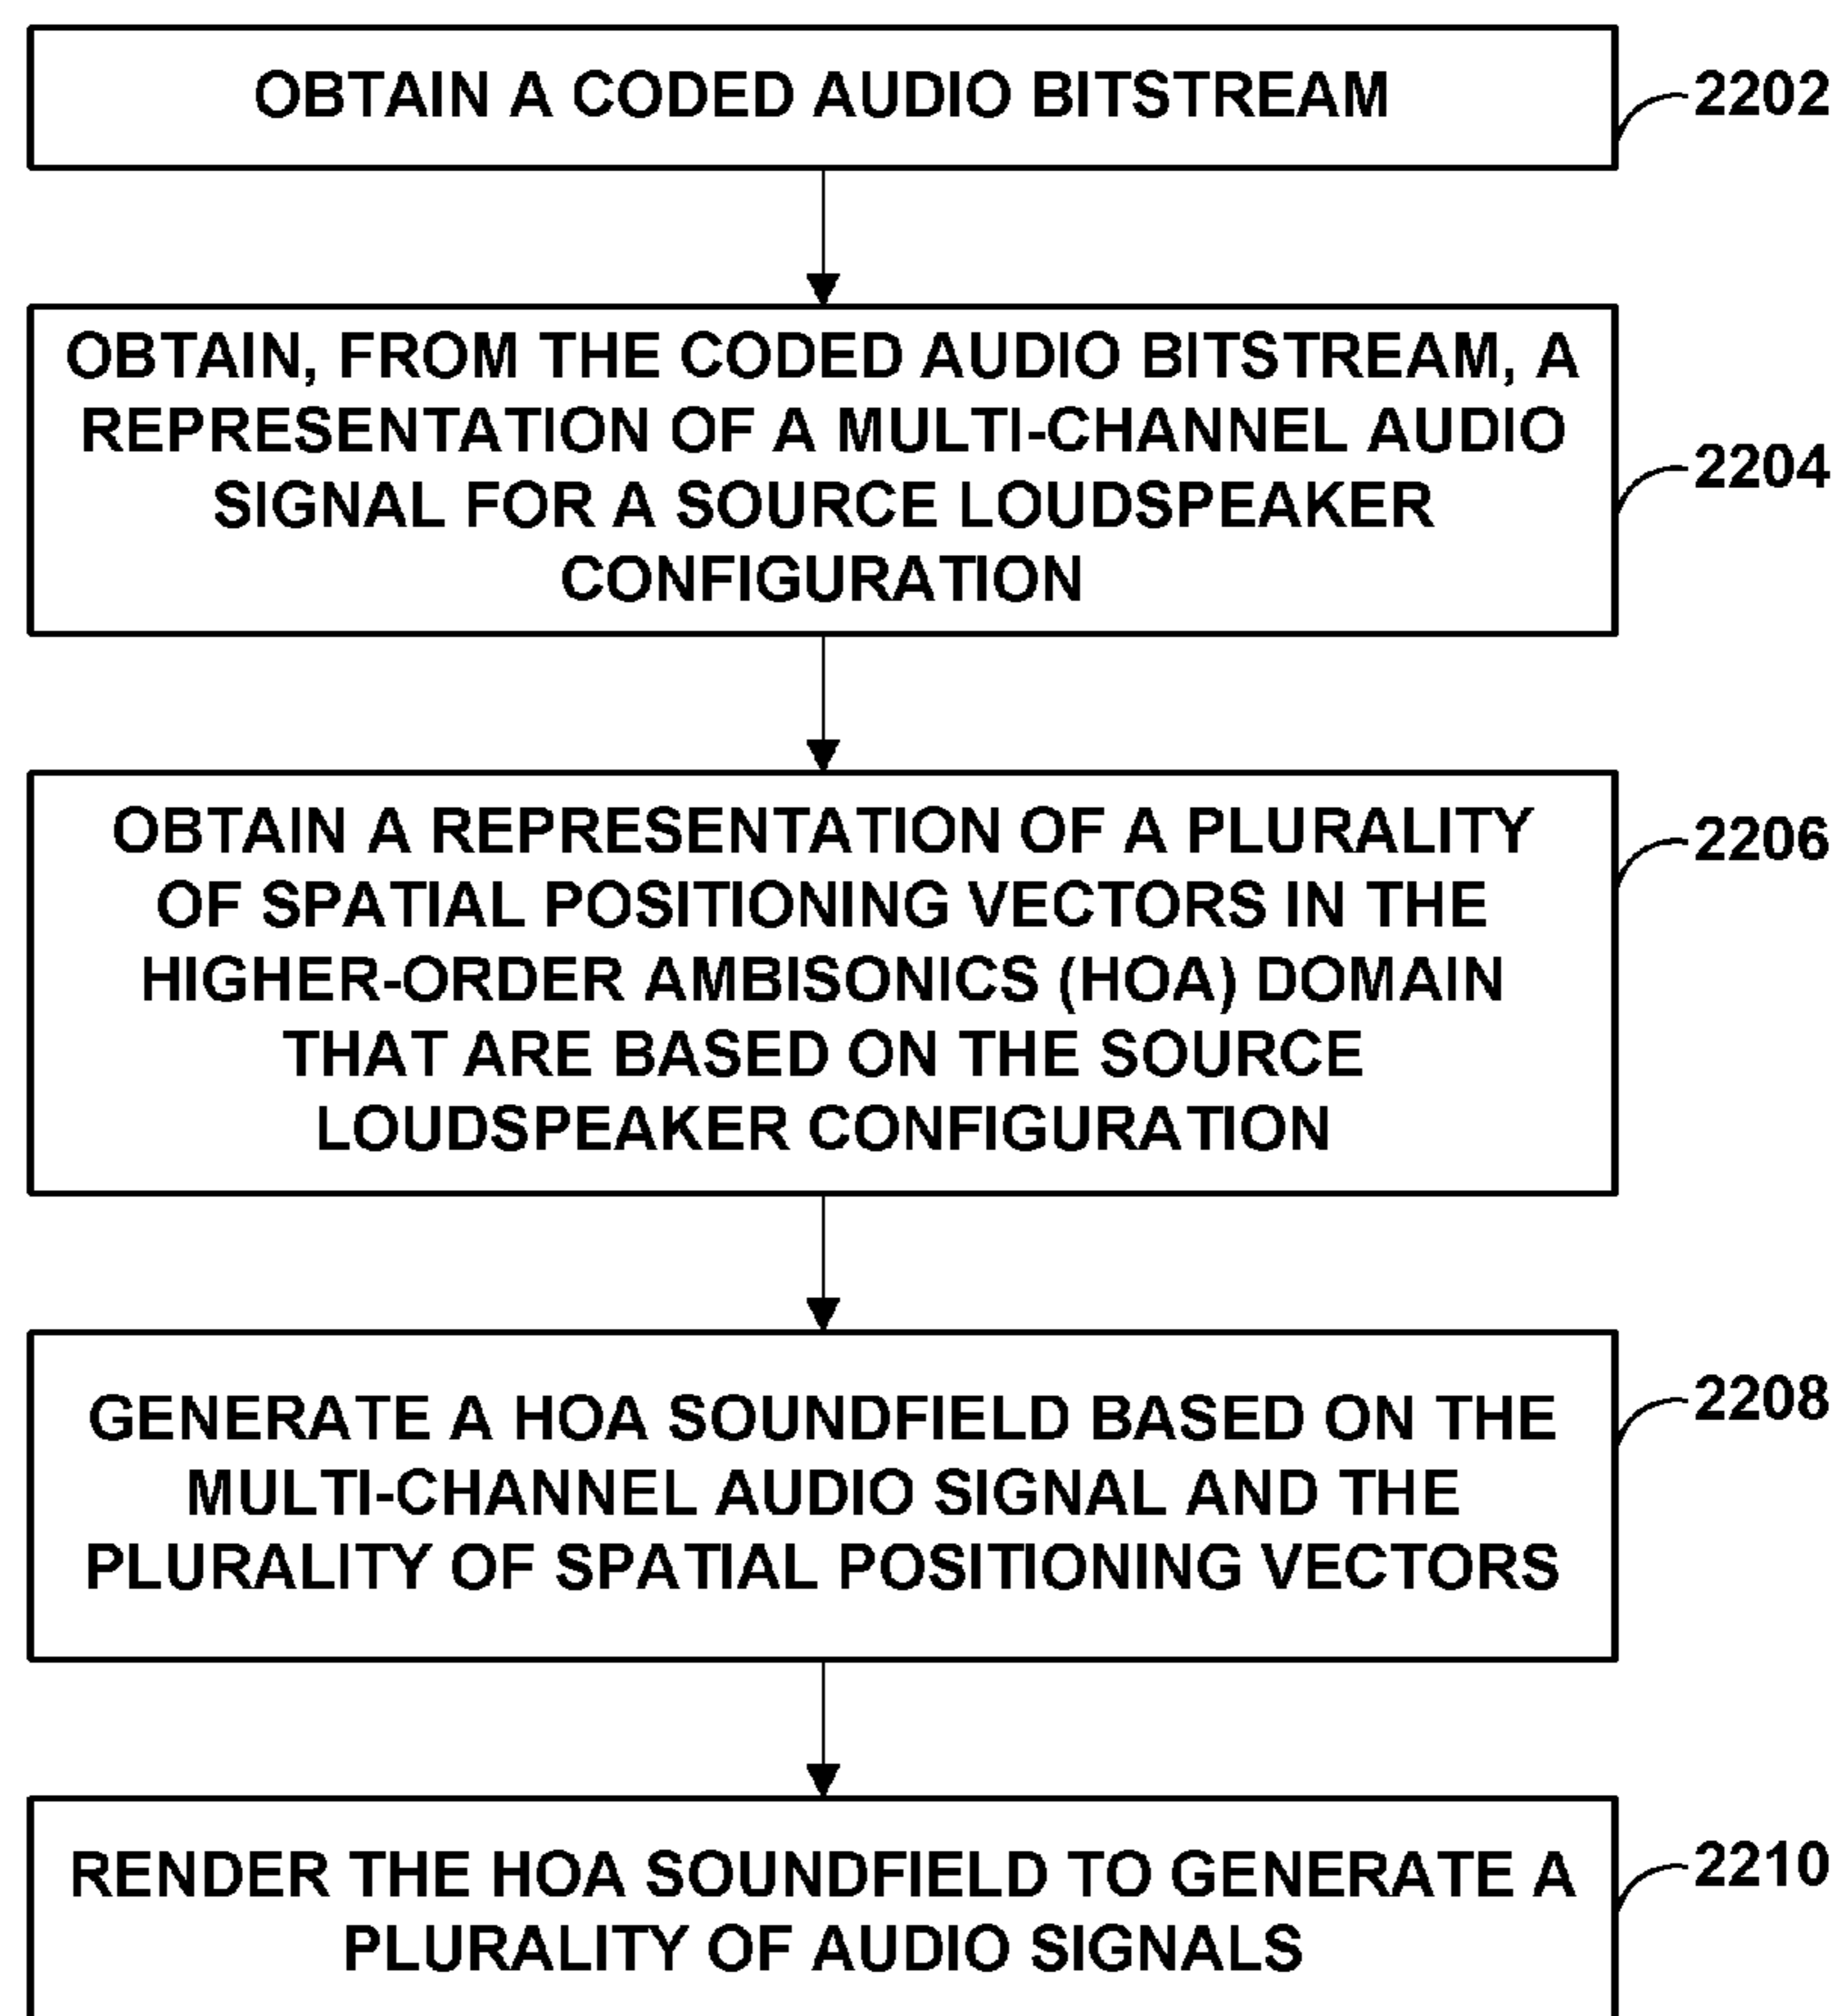 OBTAIN A CODED AUDIO BITSTREAM
2202
OBTAIN, FROM THE CODED AUDIO BITSTREAM, A
REPRESENTATION OF A MULTI-CHANNEL AUDIO
SIGNAL FOR A SOURCE LOUDSPEAKER
CONFIGURATION
2204
OBTAIN A REPRESENTATION OF A PLURALITY
OF SPATIAL POSITIONING VECTORS IN THE
HIGHER-ORDER AMBISONICS (HOA) DOMAIN
THAT ARE BASED ON THE SOURCE
LOUDSPEAKER CONFIGURATION
2206
GENERATE A HOA SOUNDFIELD BASED ON THE
MULTI-CHANNEL AUDIO SIGNAL AND THE
PLURALITY OF SPATIAL POSITIONING VECTORS
2208
RENDER THE HOA SOUNDFIELD TO GENERATE A
PLURALITY OF AUDIO SIGNALS
2210